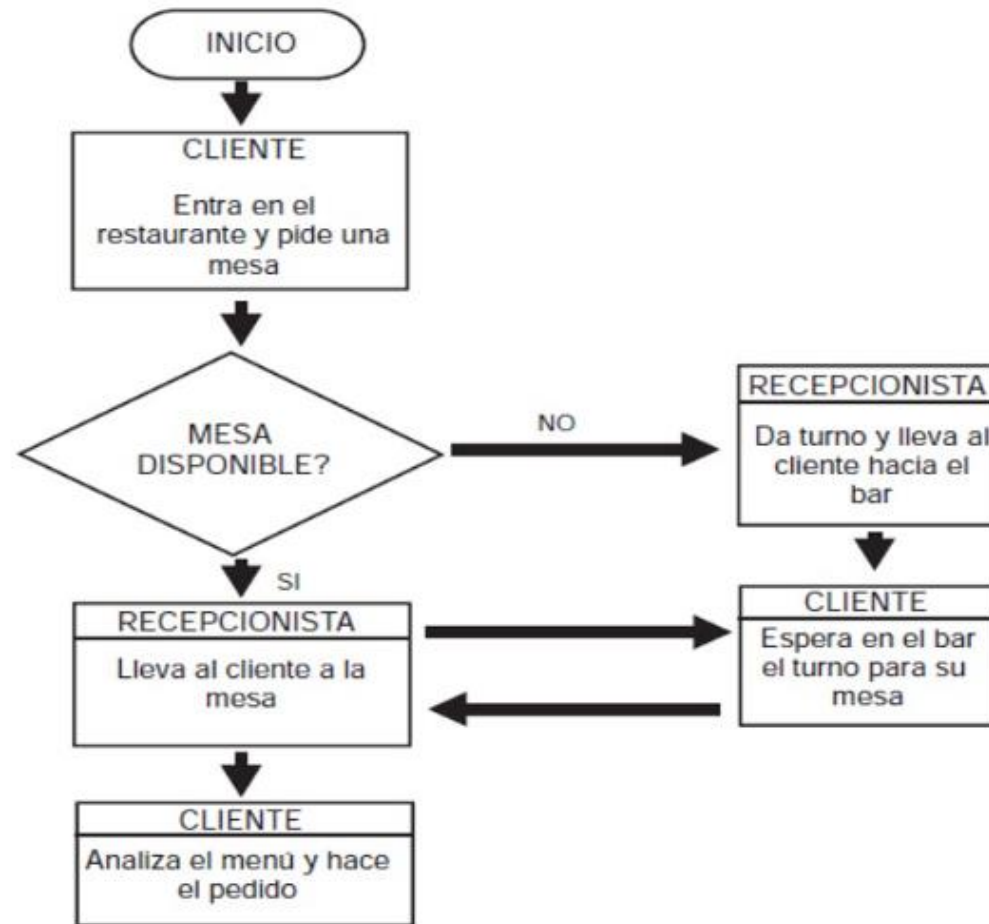 INICIO
CLIENTE
Entra en el
restaurante y pide una
mesa
MESA
DISPONIBLE?
NO
RECEPCIONISTA
Da turno y lleva al
cliente hacia el
bar
SI
RECEPCIONISTA
Lleva al cliente a la
mesa
CLIENTE
Espera en el bar
el turno para su
mesa
CLIENTE
Analiza el menú y hace
el pedido